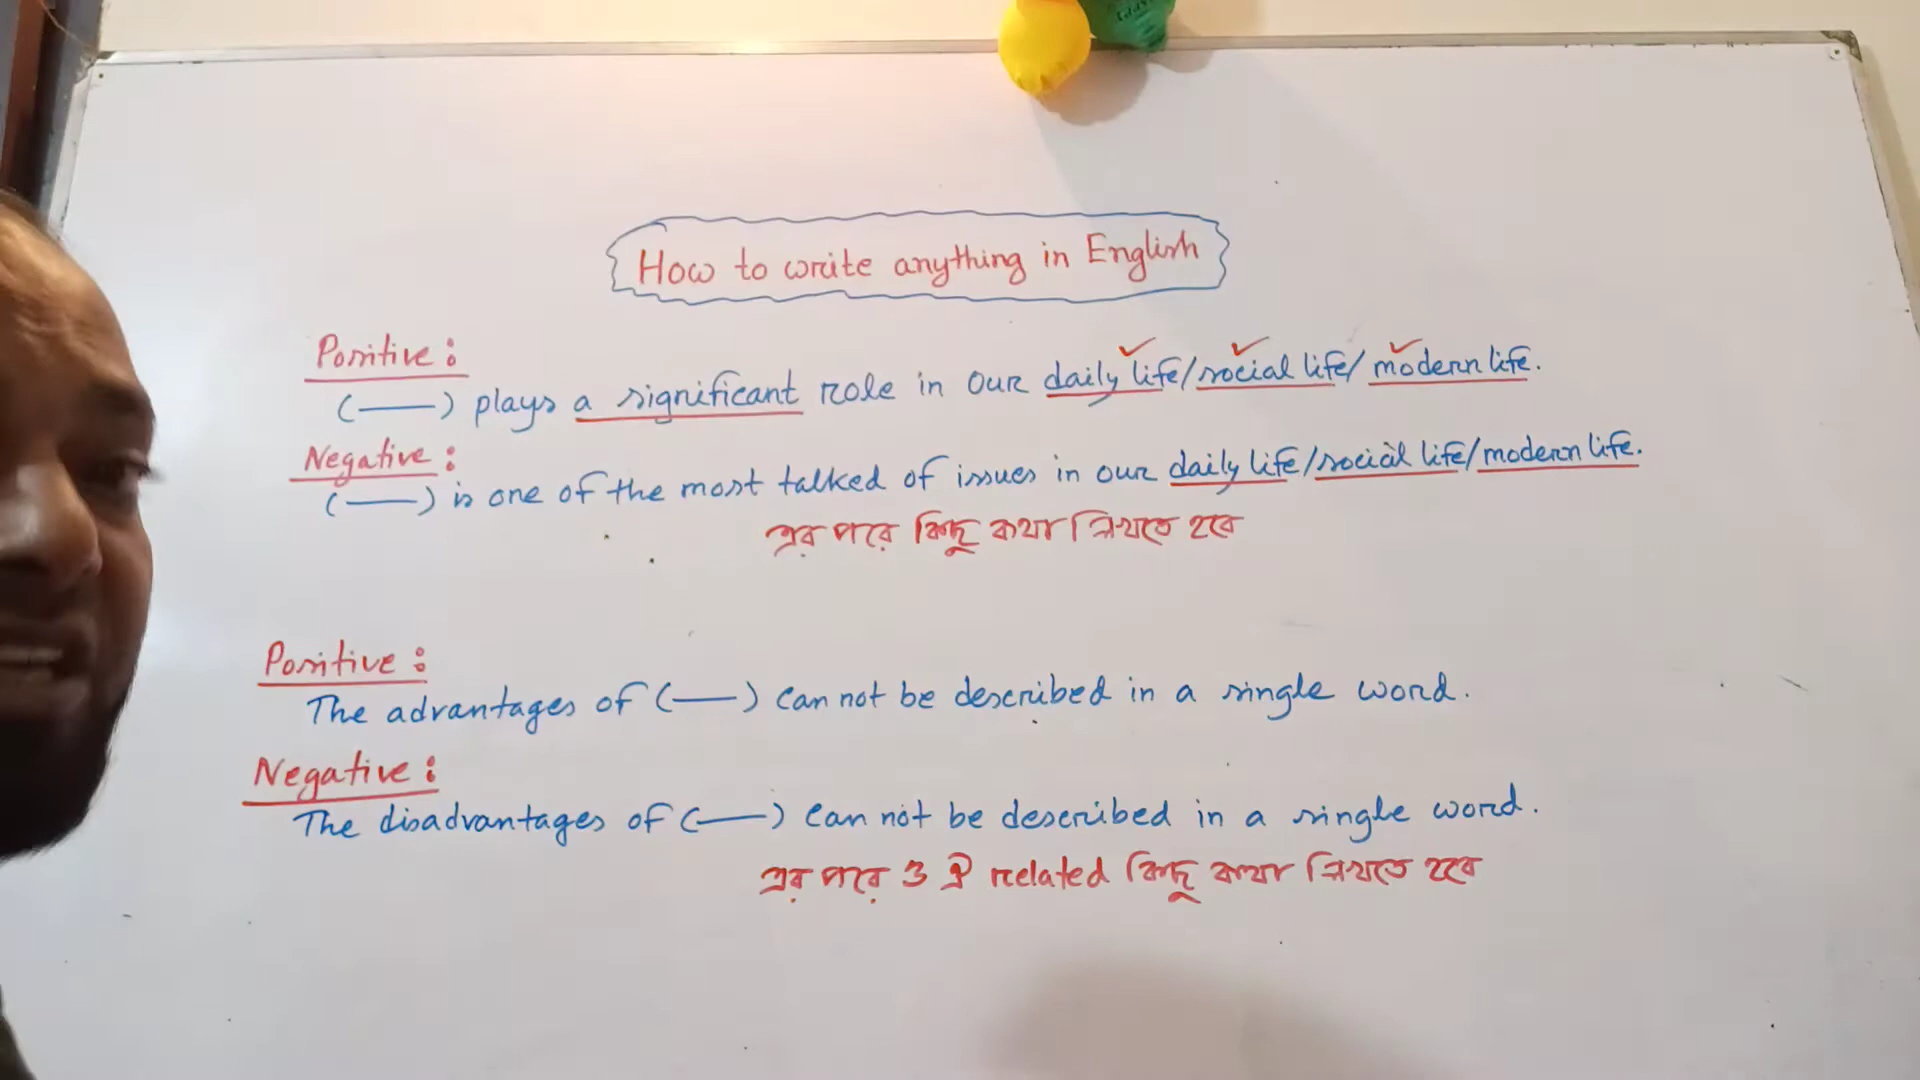 How to write anything in English
Positive:
(——) plays a significant role in our daily life/social life/modern life.
Negative:
(——) is one of the most talked of issues in our daily life/social life/modern life.
এর পরে কিছু কথা লিখতে হবে
Positive:
The advantages of (——) can not be described in a single word.
Negative:
The disadvantages of (——) can not be described in a single word.
এর পরে ও ঐ related কিছু কথা লিখতে হবে